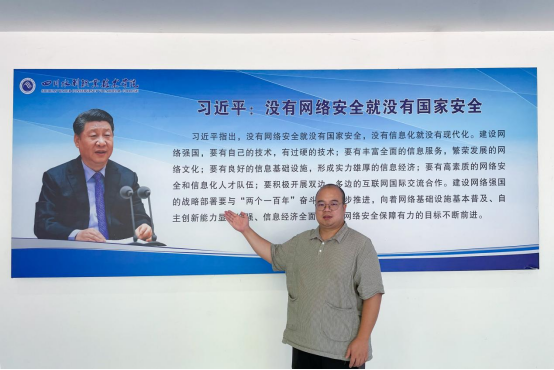 习近平：没有网络安全就没有国家安全
习近平指出，没有网络安全就没有国家安全，没有信息化就没有现代化。建设网
络强国，要有自己的技术，有过硬的技术；要有丰富全面的信息服务，繁荣发展的网
络文化；要有良好的信息基础设施，形成实力雄厚的信息经济；要有高素质的网络安
全和信息化人才队伍；要积极开展双边、多边的互联网国际交流合作。建设网络强国
的战略部署要与“两个一百年”奋斗 步推进，向着网络基础设施基本普及、自
主创新能力显 强、信息经济全面 网络安全保障有力的目标不断前进。